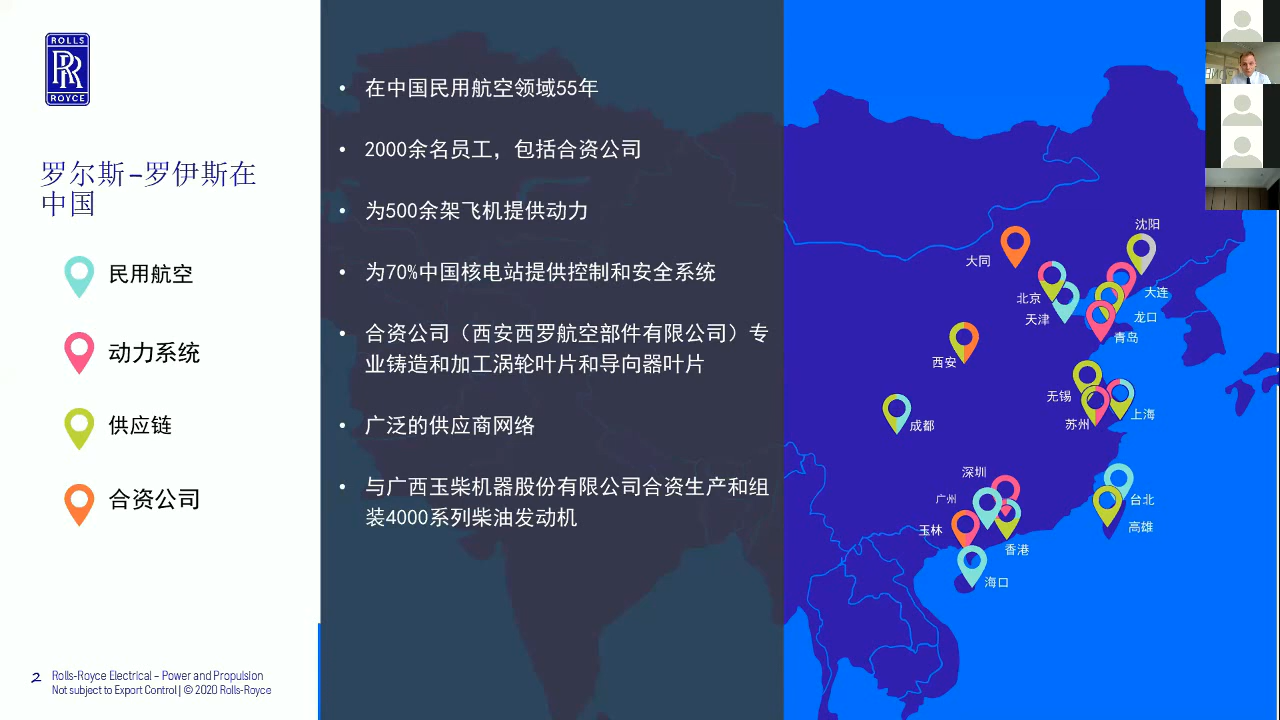 ROLLS
RR
ROYCE
罗尔斯-罗伊斯在
中国
民用航空
动力系统
供应链
合资公司
• 在中国民用航空领域55年
• 2000余名员工，包括合资公司
• 为500余架飞机提供动力
• 为70%中国核电站提供控制和安全系统
• 合资公司（西安西罗航空部件有限公司）专
业铸造和加工涡轮叶片和导向器叶片
• 广泛的供应商网络
• 与广西玉柴机器股份有限公司合资生产和组
装4000系列柴油发动机
沈阳
大同
北京
大连
天津
龙口
青岛
西安
无锡
上海
苏州
成都
深圳
广州
台北
玉林
高雄
香港
海口
2 Rolls-Royce Electrical – Power and Propulsion
Not subject to Export Control | © 2020 Rolls-Royce